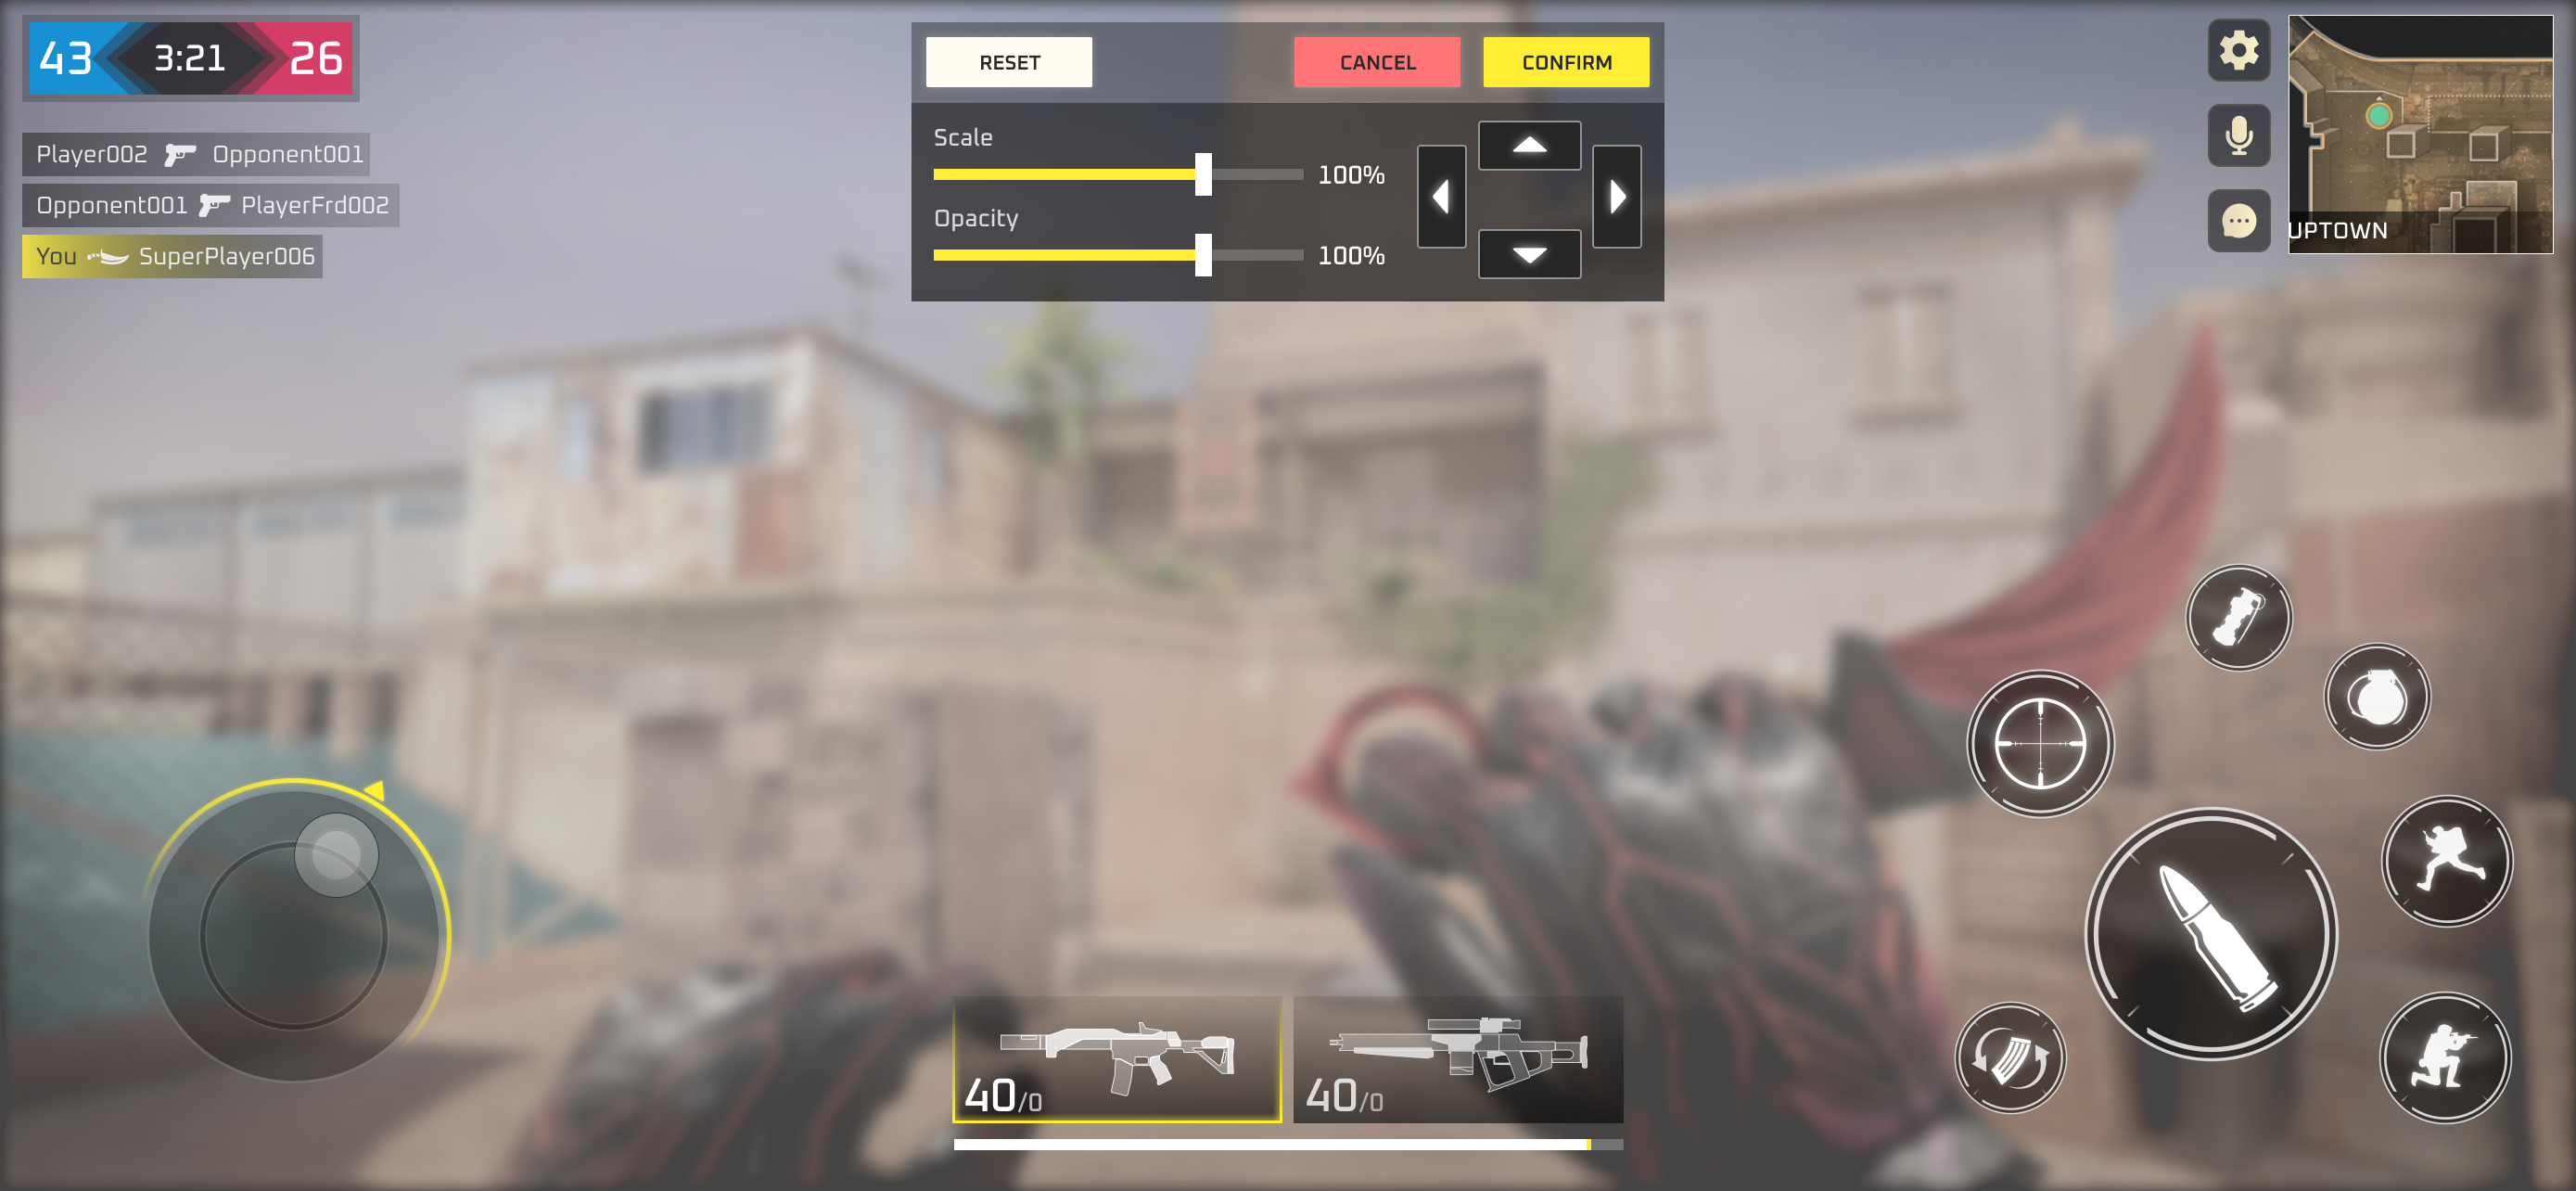 43 3:21 26
Player002 Opponent001
Opponent001 PlayerFrd002
You SuperPlayer006
RESET CANCEL CONFIRM
Scale
100%
Opacity
100%
UPTOWN
40/0 40/0